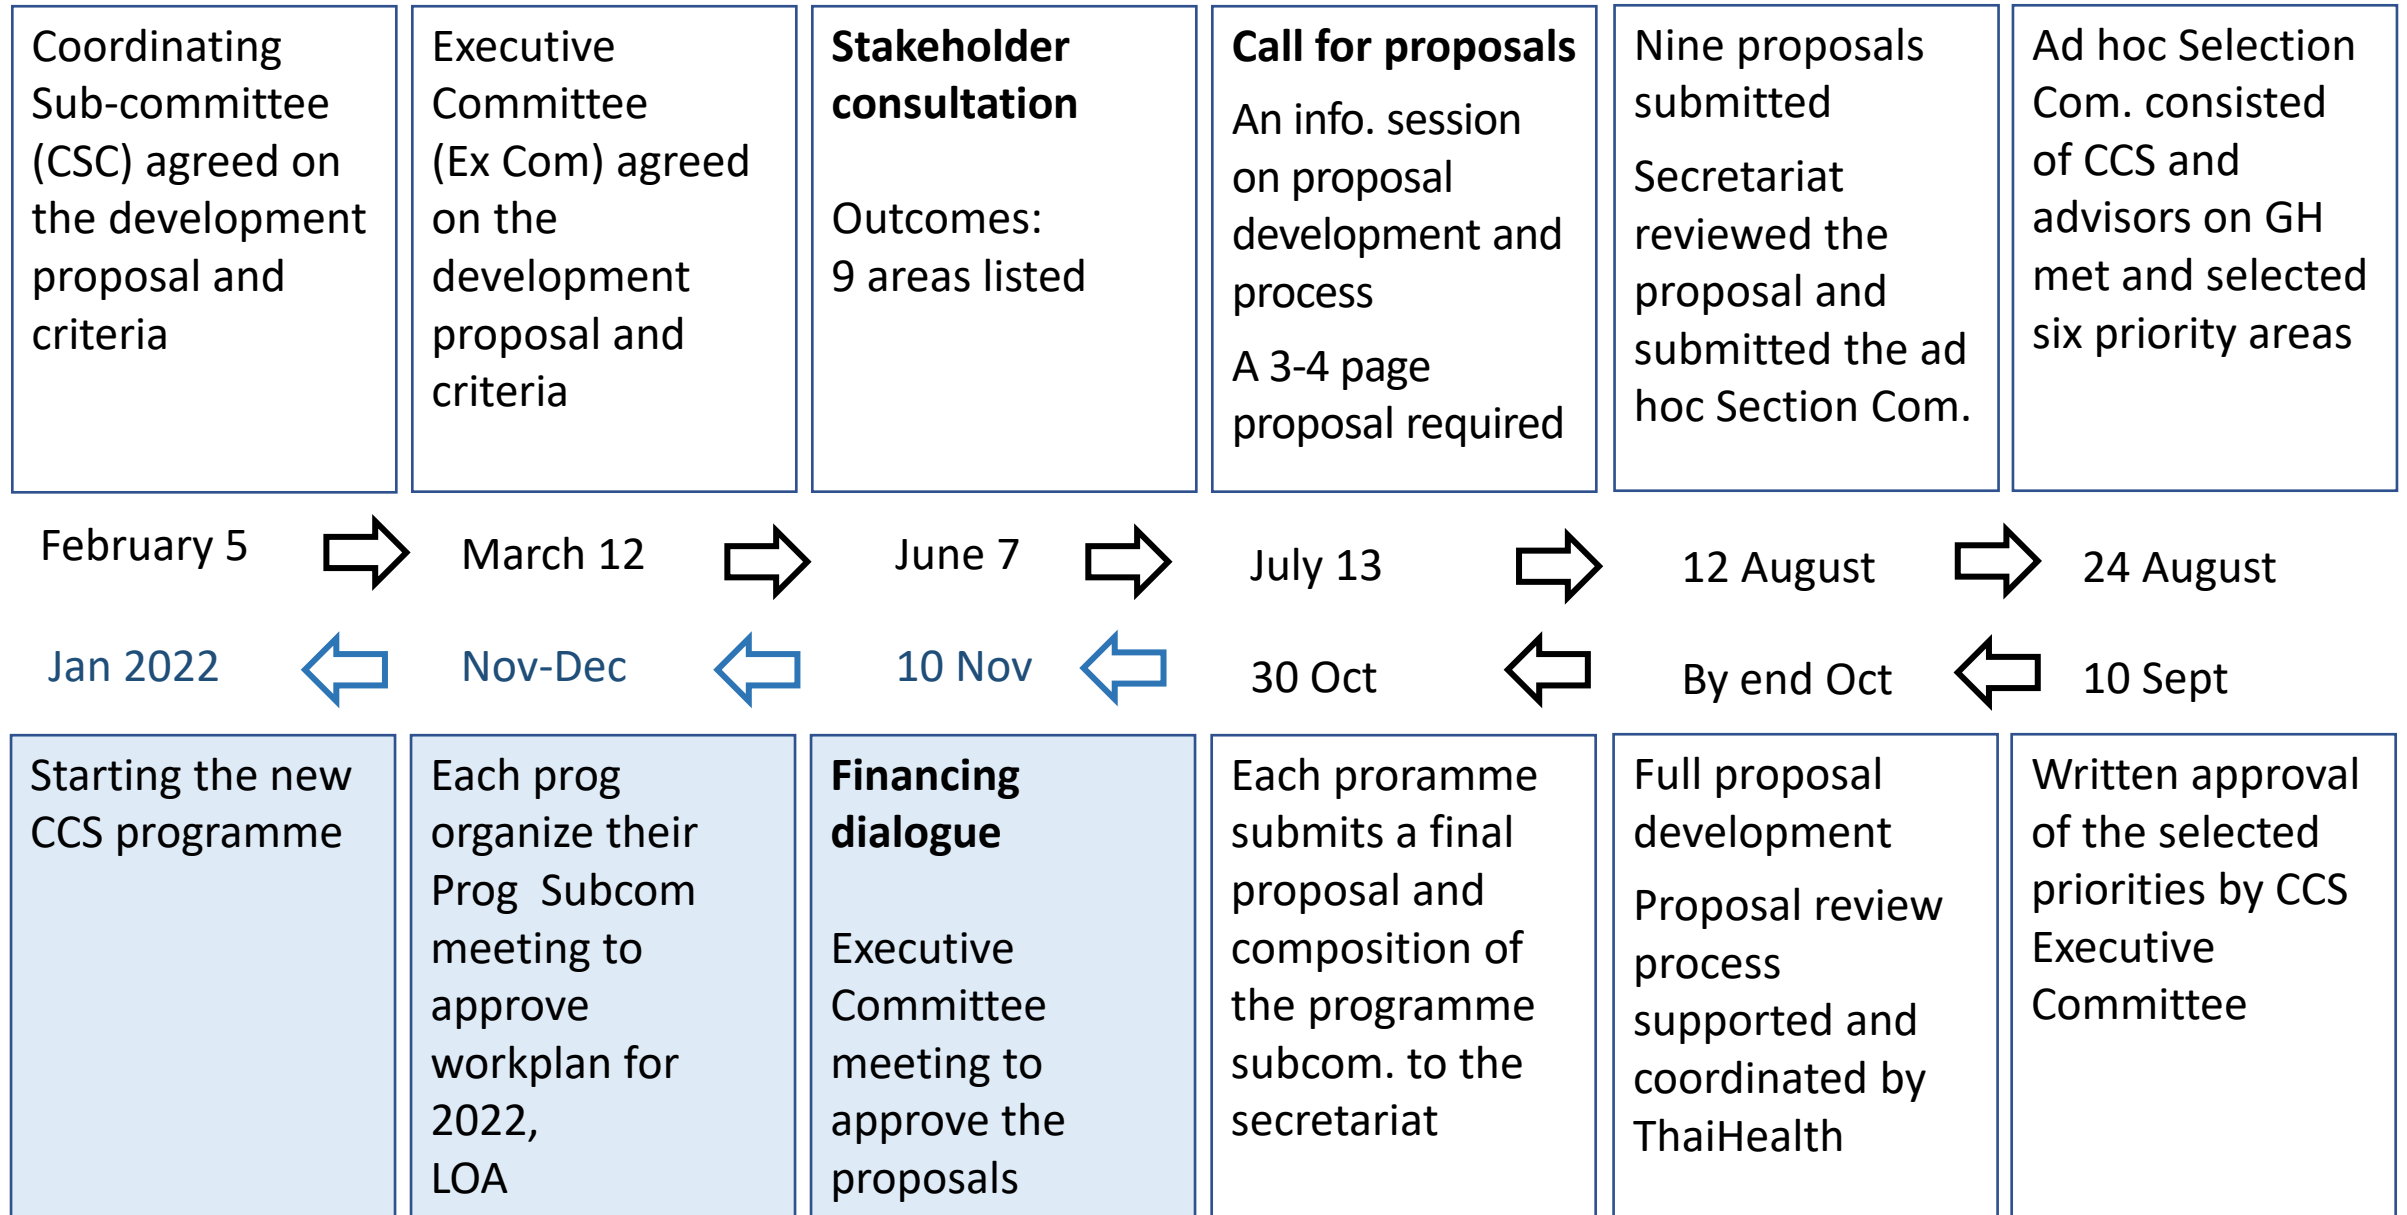 Coordinating
Sub-committee
(CSC) agreed on
the development
proposal and
criteria
Executive
Committee
(Ex Com) agreed
on the
development
proposal and
criteria
Stakeholder
consultation
Outcomes:
9 areas listed
Call for proposals
An info. session
on proposal
development and
process
A 3-4 page
proposal required
Nine proposals
submitted
Secretariat
reviewed the
proposal and
submitted the ad
hoc Section Com.
Ad hoc Selection
Com. consisted
of CCS and
advisors on GH
met and selected
six priority areas
February 5
March 12
June 7
July 13
12 August
24 August
Jan 2022
Nov-Dec
10 Nov
30 Oct
By end Oct
10 Sept
Starting the new
CCS programme
Each prog
organize their
Prog  Subcom
meeting to
approve
workplan for
2022,
LOA
Financing
dialogue
Executive
Committee
meeting to
approve the
proposals
Each proramme
submits a final
proposal and
composition of
the programme
subcom. to the
secretariat
Full proposal
development
Proposal review
process
supported and
coordinated by
ThaiHealth
Written approval
of the selected
priorities by CCS
Executive
Committee